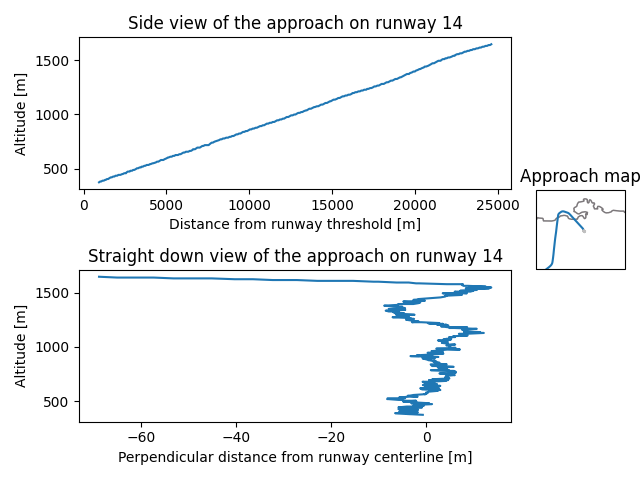 Side view of the approach on runway 14
1500
1000
500
Altitude [m]
0 5000 10000 15000 20000 25000
Distance from runway threshold [m]
Approach map
Straight down view of the approach on runway 14
1500
1000
500
Altitude [m]
−60 −40 −20 0
Perpendicular distance from runway centerline [m]